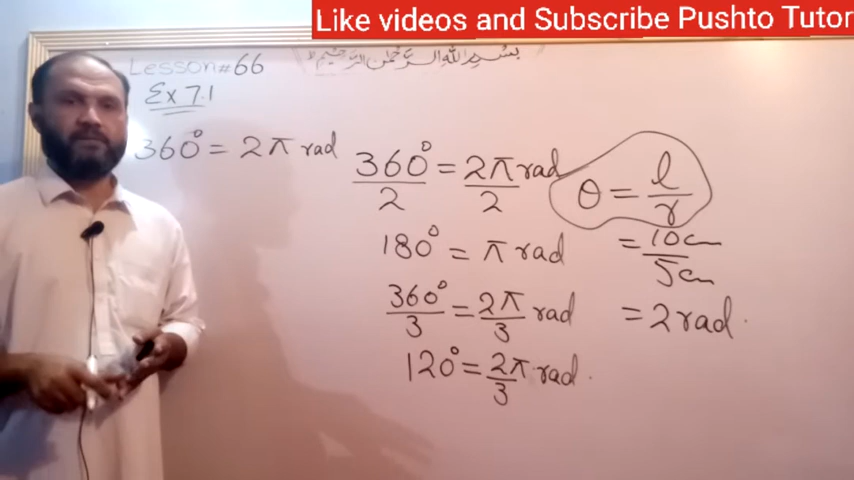 Like videos and Subscribe Pushto Tutor
بسم الله الرحمن الرحيم
Lesson#66
Ex 7.1
360° = 2π rad
360°/2 = 2π rad/2
180° = π rad
360°/3 = 2π/3 rad
120° = 2π/3 rad.
θ = l/r
= 10cm/5cm
= 2 rad.